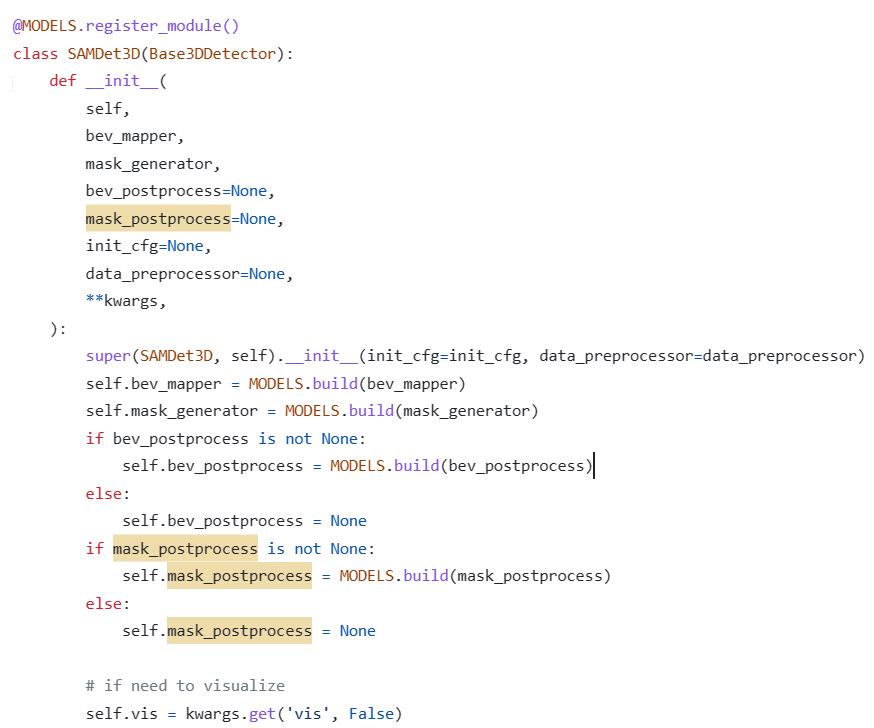 @MODELS.register_module()
class SAMDet3D(Base3DDetector):
    def __init__(
        self,
        bev_mapper,
        mask_generator,
        bev_postprocess=None,
        mask_postprocess=None,
        init_cfg=None,
        data_preprocessor=None,
        **kwargs,
    ):
        super(SAMDet3D, self).__init__(init_cfg=init_cfg, data_preprocessor=data_preprocessor)
        self.bev_mapper = MODELS.build(bev_mapper)
        self.mask_generator = MODELS.build(mask_generator)
        if bev_postprocess is not None:
            self.bev_postprocess = MODELS.build(bev_postprocess)
        else:
            self.bev_postprocess = None
        if mask_postprocess is not None:
            self.mask_postprocess = MODELS.build(mask_postprocess)
        else:
            self.mask_postprocess = None

        # if need to visualize
        self.vis = kwargs.get('vis', False)